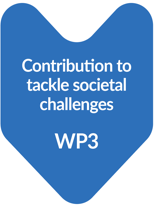 Contribution to
tackle societal
challenges
WP3